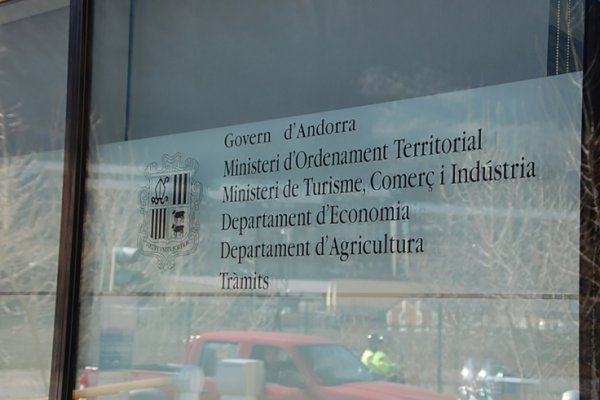 Govern d'Andorra
Ministeri d'Ordenament Territorial
Ministeri de Turisme, Comerç i Indústria
Departament d'Economia
Departament d'Agricultura
Tràmits